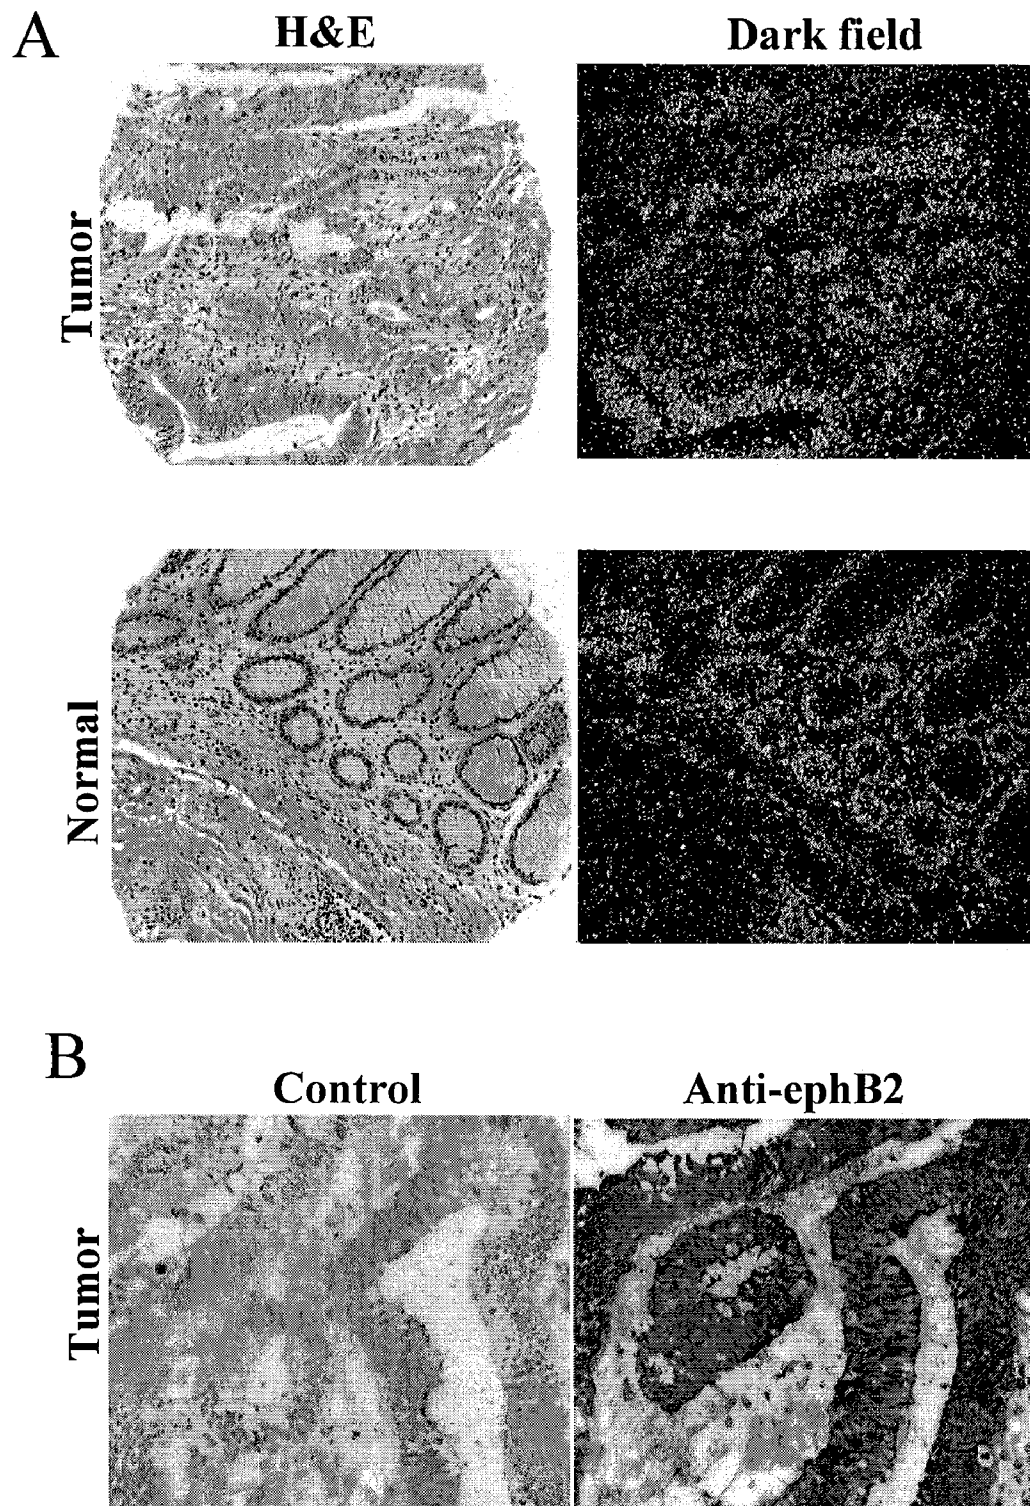 A
H&E
Dark field
Tumor
Normal
B
Control
Anti-ephB2
Tumor